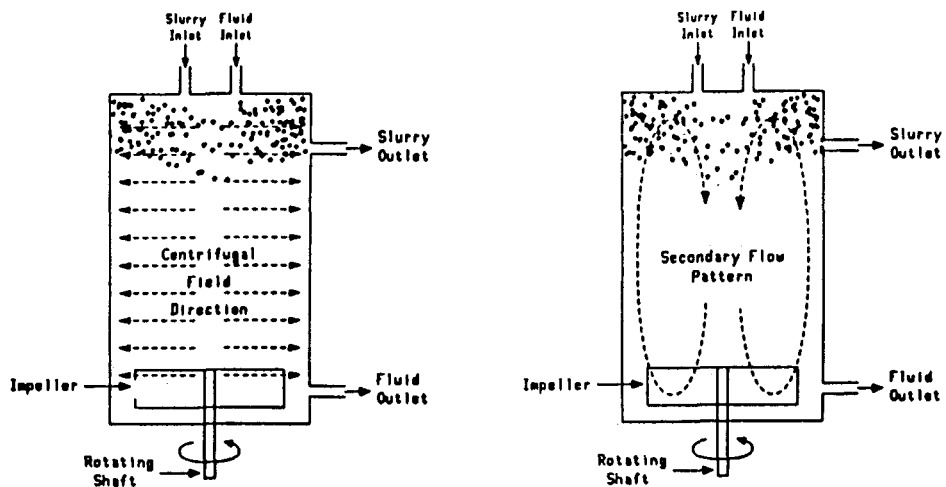 Slurry
Inlet
Fluid
Inlet
Slurry
Outlet
Centrifugal
Field
Direction
Impeller
Fluid
Outlet
Rotating
Shaft
Slurry
Inlet
Fluid
Inlet
Slurry
Outlet
Secondary Flow
Pattern
Impeller
Fluid
Outlet
Rotating
Shaft